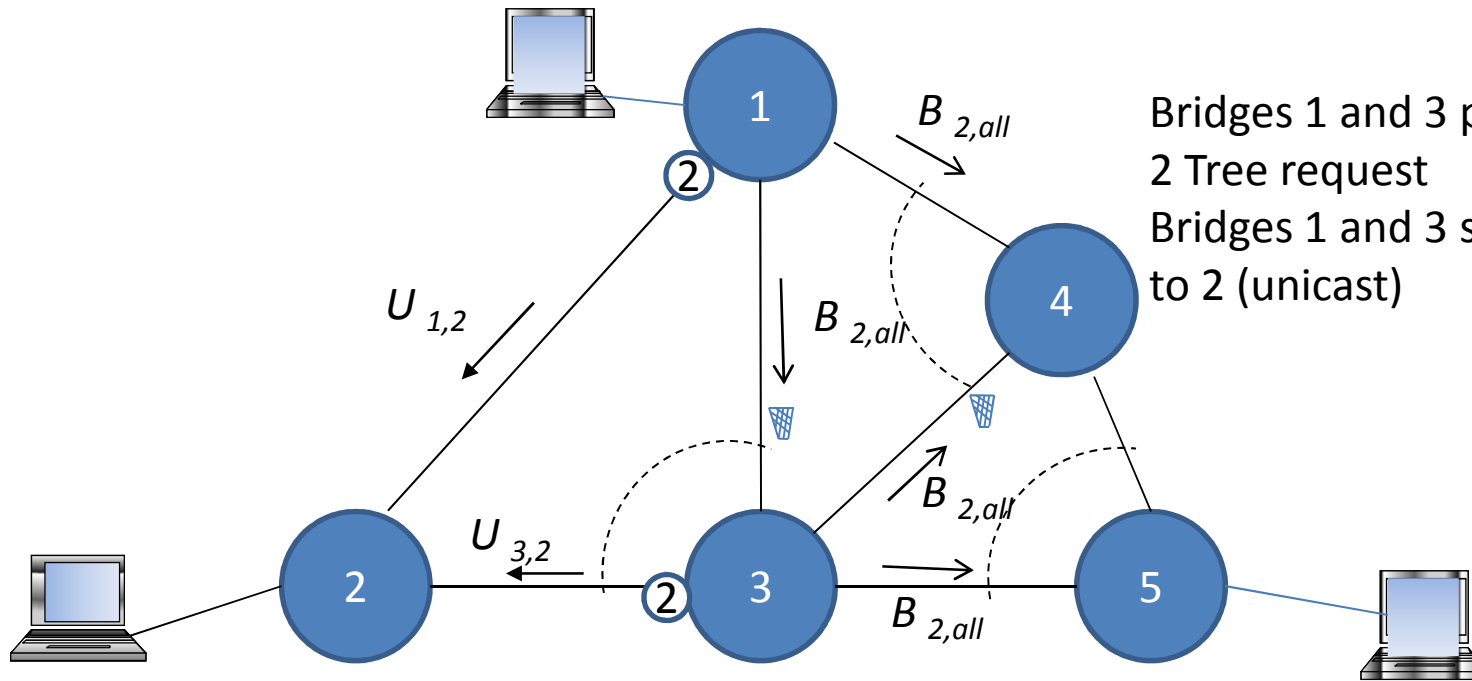 1
B 2,all
Bridges 1 and 3 p
2 Tree request
Bridges 1 and 3 s
to 2 (unicast)
2
4
U 1,2
B 2,all
B 2,all
U 3,2
2
2
3
5
B 2,all